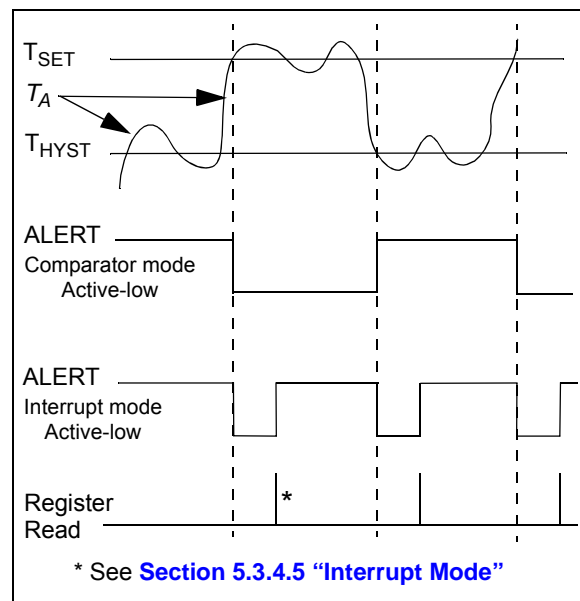 TSET
TA
THYST
ALERT
Comparator mode
Active-low
ALERT
Interrupt mode
Active-low
Register
Read
*
* See Section 5.3.4.5 “Interrupt Mode”